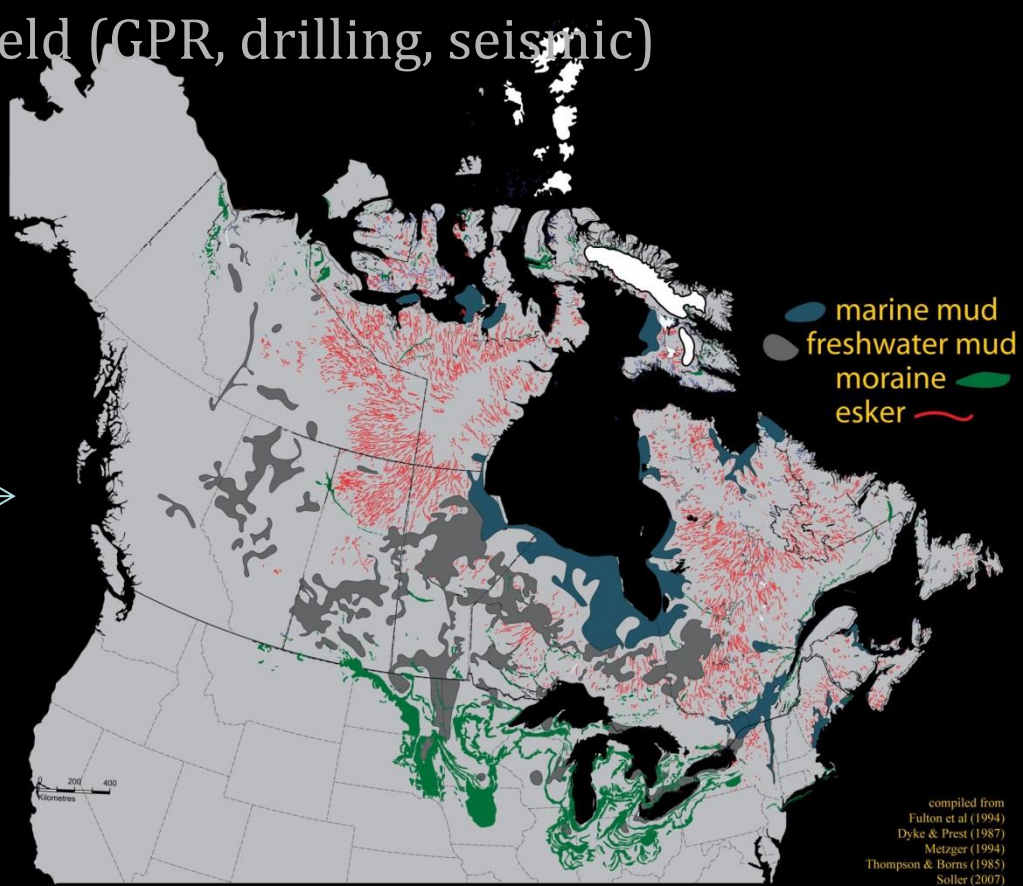 eld (GPR, drilling, seismic)
marine mud
freshwater mud
moraine
esker
200 400
Kilometres
compiled from
Fulton et al (1994)
Dyke & Prest (1987)
Metzger (1994)
Thompson & Borns (1985)
Soller (2007)